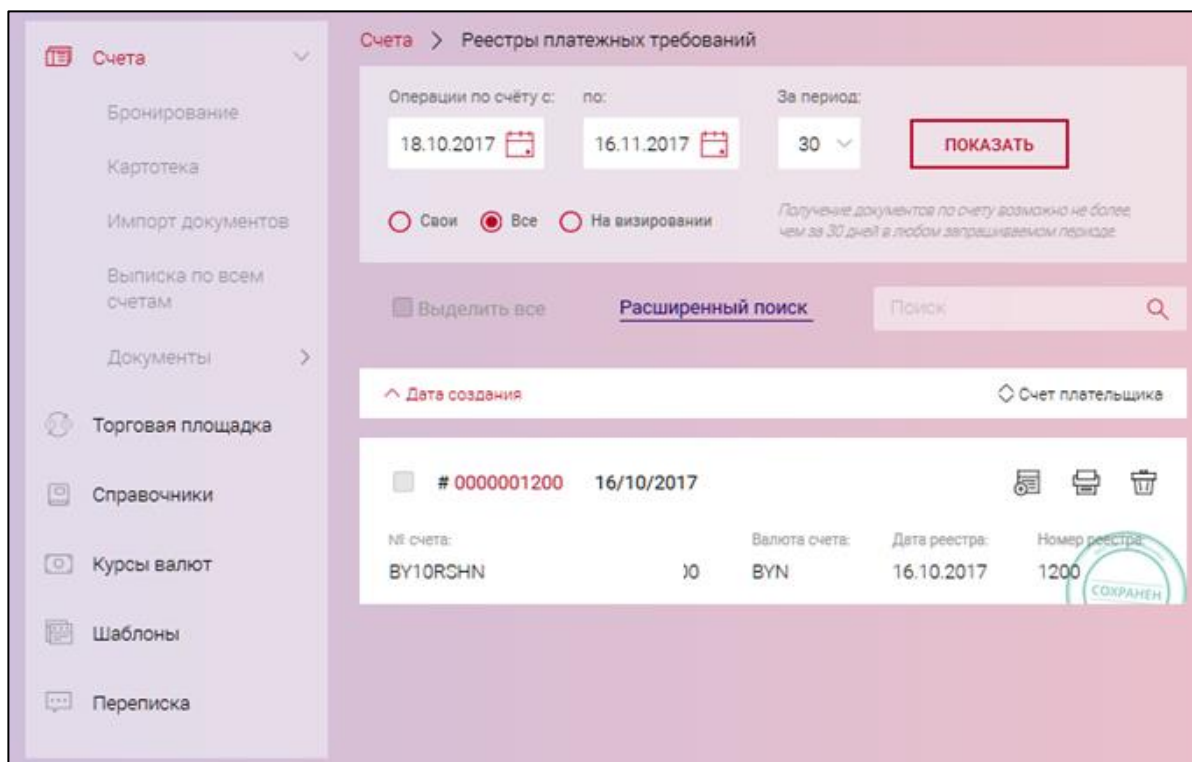 Счета
Бронирование
Картотека
Импорт документов
Выписка по всем
счетам
Документы
Торговая площадка
Справочники
Курсы валют
Шаблоны
Переписка
Счета > Реестры платежных требований
Операции по счёту с: по: За период:
18.10.2017 16.11.2017 30 ПОКАЗАТЬ
Свои Все На визировании
Получение документов по счету возможно не более
чем за 30 дней в любом запрашиваемом периоде
Выделить все Расширенный поиск Поиск
Дата создания Счет плательщика
# 0000001200 16/10/2017
№ счета: Валюта счета: Дата реестра: Номер реестра:
BY10RSHN 00 BYN 16.10.2017 1200
СОХРАНЕН